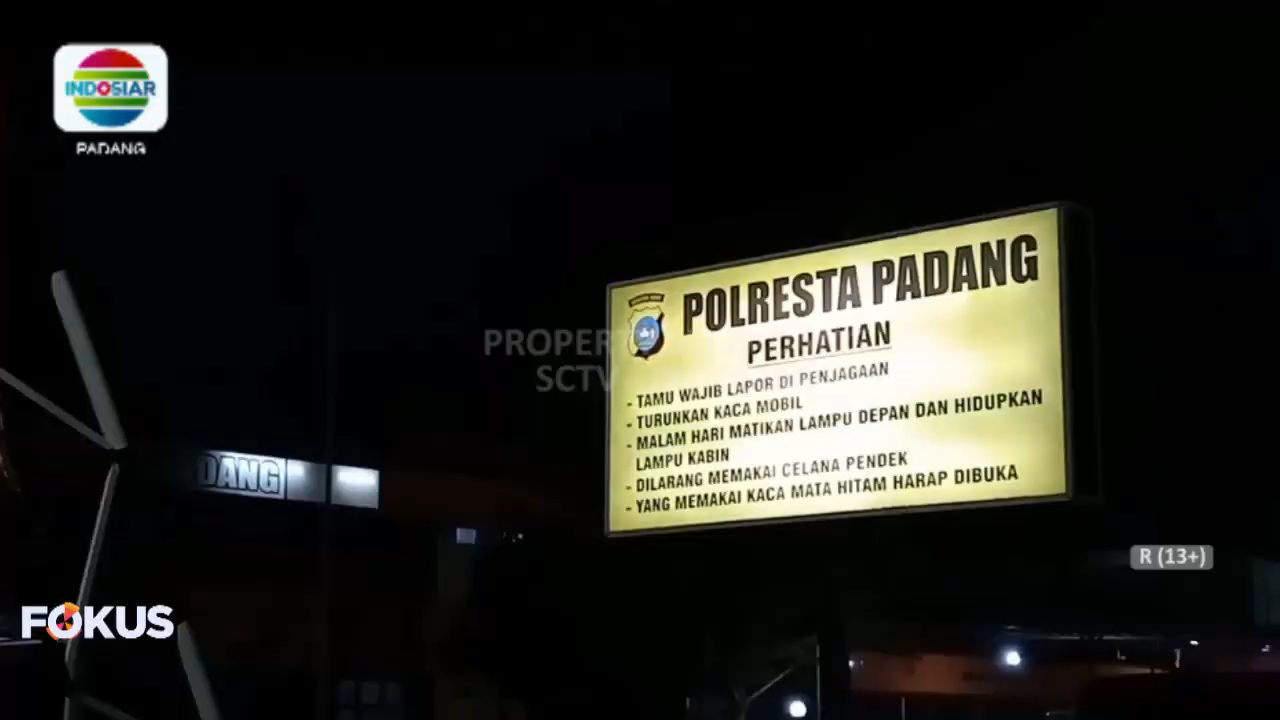 INDOSIAR
PADANG
POLRESTA PADANG
PERHATIAN
- TAMU WAJIB LAPOR DI PENJAGAAN
- TURUNKAN KACA MOBIL
- MALAM HARI MATIKAN LAMPU DEPAN DAN HIDUPKAN
LAMPU KABIN
- DILARANG MEMAKAI CELANA PENDEK
- YANG MEMAKAI KACA MATA HITAM HARAP DIBUKA
PROPERT
SCTV
DANG
R (13+)
FOKUS